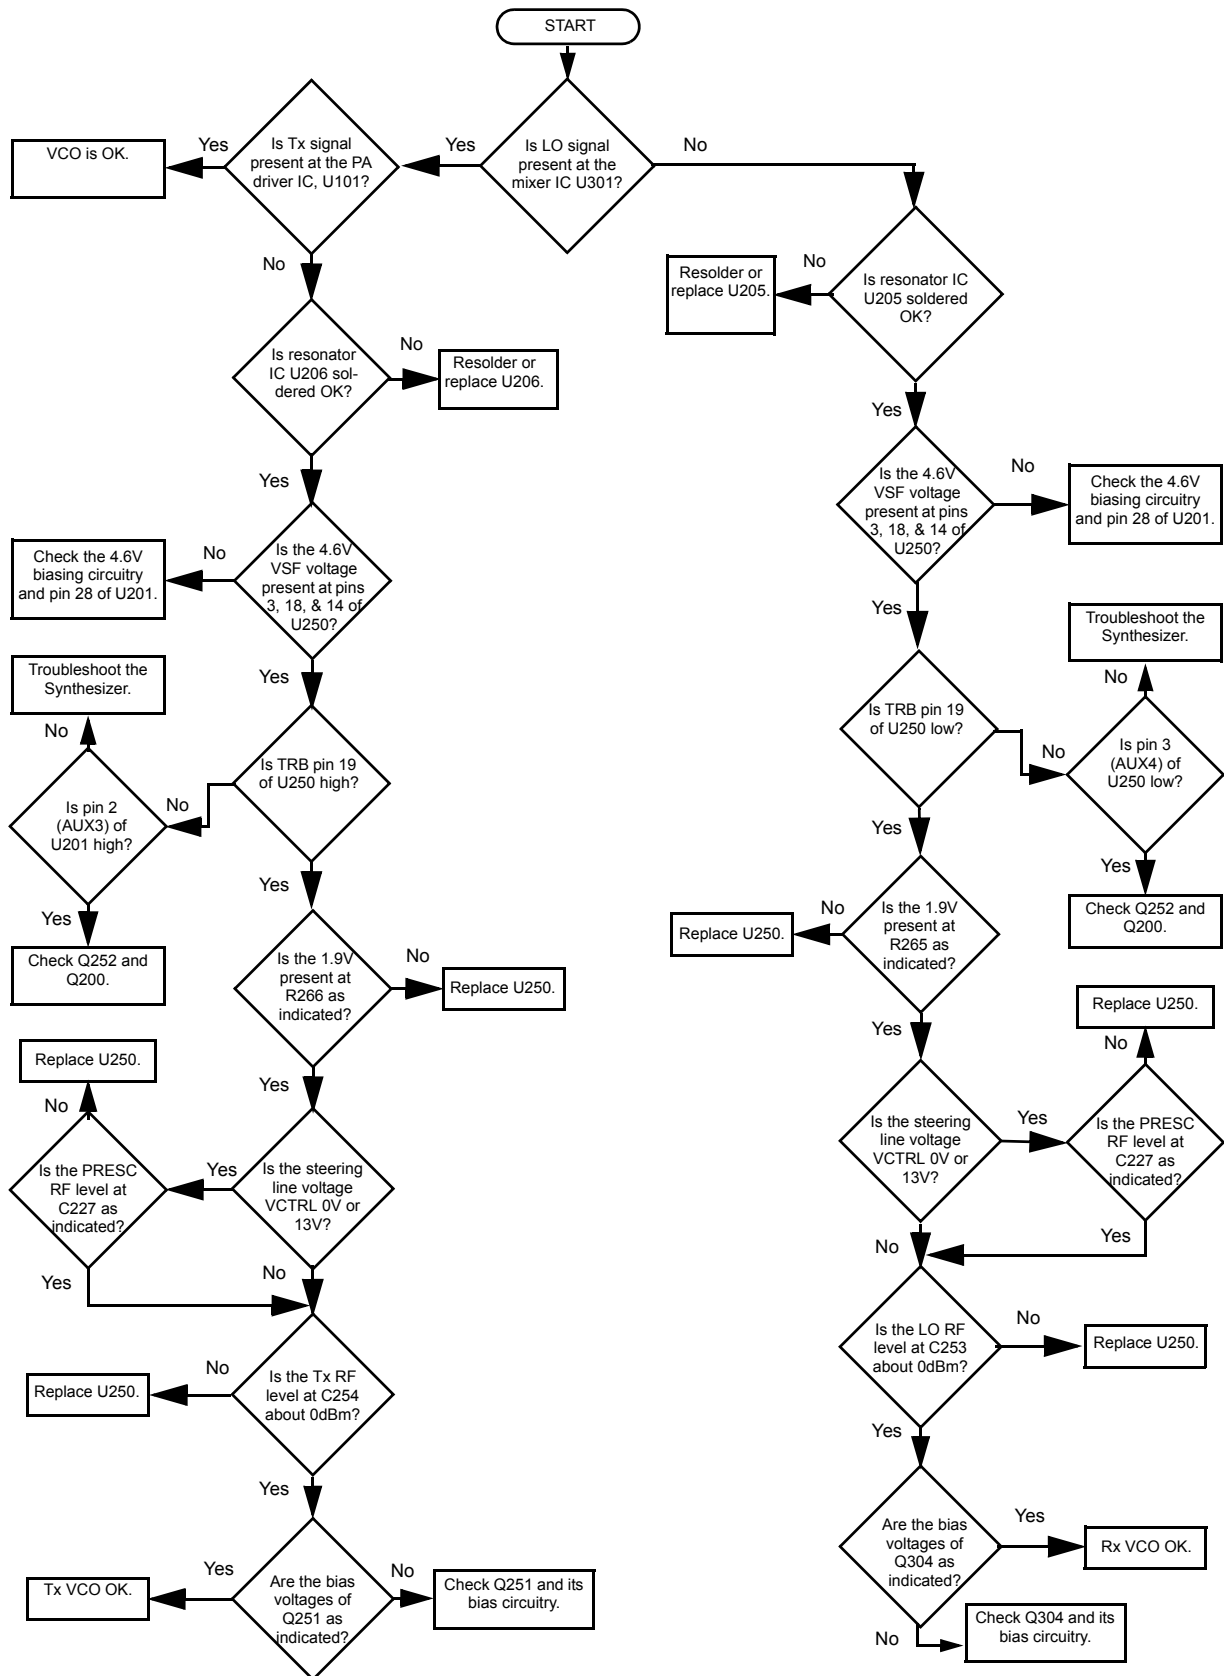 START
Is LO signal
present at the
mixer IC U301?
Yes
No
Is Tx signal
present at the PA
driver IC, U101?
Yes
VCO is OK.
No
Is resonator
IC U206 sol-
dered OK?
No
Resolder or
replace U206.
Yes
Is the 4.6V
VSF voltage
present at pins
3, 18, & 14 of
U250?
No
Check the 4.6V
biasing circuitry
and pin 28 of U201.
Yes
Is TRB pin 19
of U250 high?
No
Is pin 2
(AUX3) of
U201 high?
No
Troubleshoot the
Synthesizer.
Yes
Check Q252 and
Q200.
Yes
Is the 1.9V
present at
R266 as
indicated?
No
Replace U250.
Yes
Is the steering
line voltage
VCTRL 0V or
13V?
Yes
Is the PRESC
RF level at
C227 as
indicated?
No
Replace U250.
Yes
No
Is the Tx RF
level at C254
about 0dBm?
No
Replace U250.
Yes
Are the bias
voltages of
Q251 as
indicated?
Yes
Tx VCO OK.
No
Check Q251 and its
bias circuitry.
Is resonator IC
U205 soldered
OK?
No
Resolder or
replace U205.
Yes
Is the 4.6V
VSF voltage
present at pins
3, 18, & 14 of
U250?
No
Check the 4.6V
biasing circuitry
and pin 28 of U201.
Yes
Is TRB pin 19
of U250 low?
No
Is pin 3
(AUX4) of
U250 low?
No
Troubleshoot the
Synthesizer.
Yes
Check Q252 and
Q200.
Yes
Is the 1.9V
present at
R265 as
indicated?
No
Replace U250.
Yes
Is the steering
line voltage
VCTRL 0V or
13V?
Yes
Is the PRESC
RF level at
C227 as
indicated?
No
Replace U250.
Yes
No
Is the LO RF
level at C253
about 0dBm?
No
Replace U250.
Yes
Are the bias
voltages of
Q304 as
indicated?
Yes
Rx VCO OK.
No
Check Q304 and its
bias circuitry.